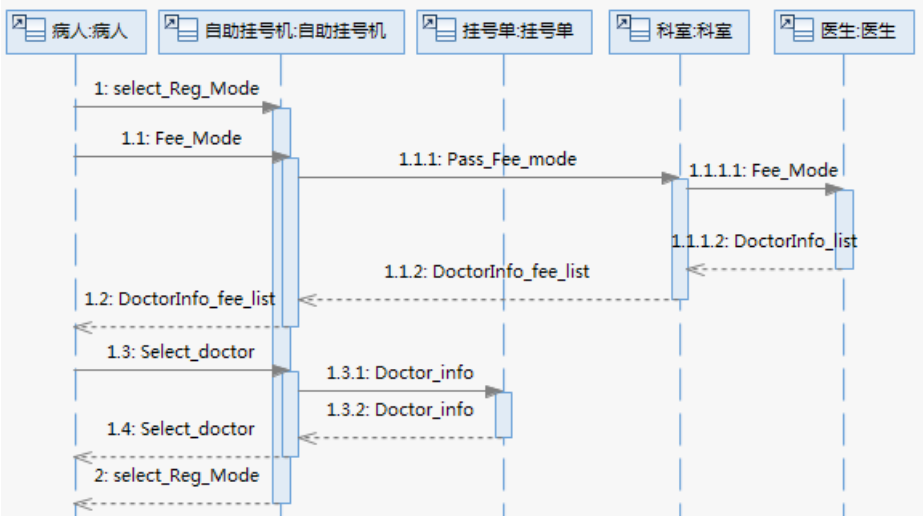 病人:病人
自助挂号机:自助挂号机
挂号单:挂号单
科室:科室
医生:医生
1: select_Reg_Mode
1.1: Fee_Mode
1.1.1: Pass_Fee_mode
1.1.1.1: Fee_Mode
1.1.1.2: DoctorInfo_list
1.1.2: DoctorInfo_fee_list
1.2: DoctorInfo_fee_list
1.3: Select_doctor
1.3.1: Doctor_info
1.3.2: Doctor_info
1.4: Select_doctor
2: select_Reg_Mode